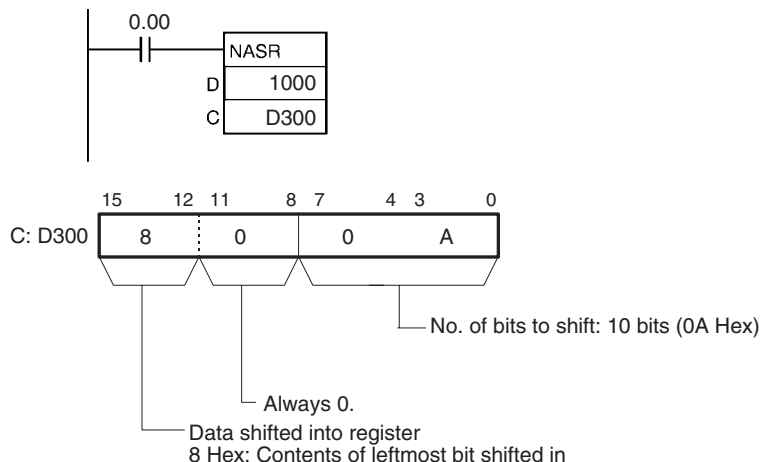 0.00
NASR
D 1000
C D300
15 12 11 8 7 4 3 0
C: D300 8 0 0 A
No. of bits to shift: 10 bits (0A Hex)
Always 0.
Data shifted into register
8 Hex: Contents of leftmost bit shifted in